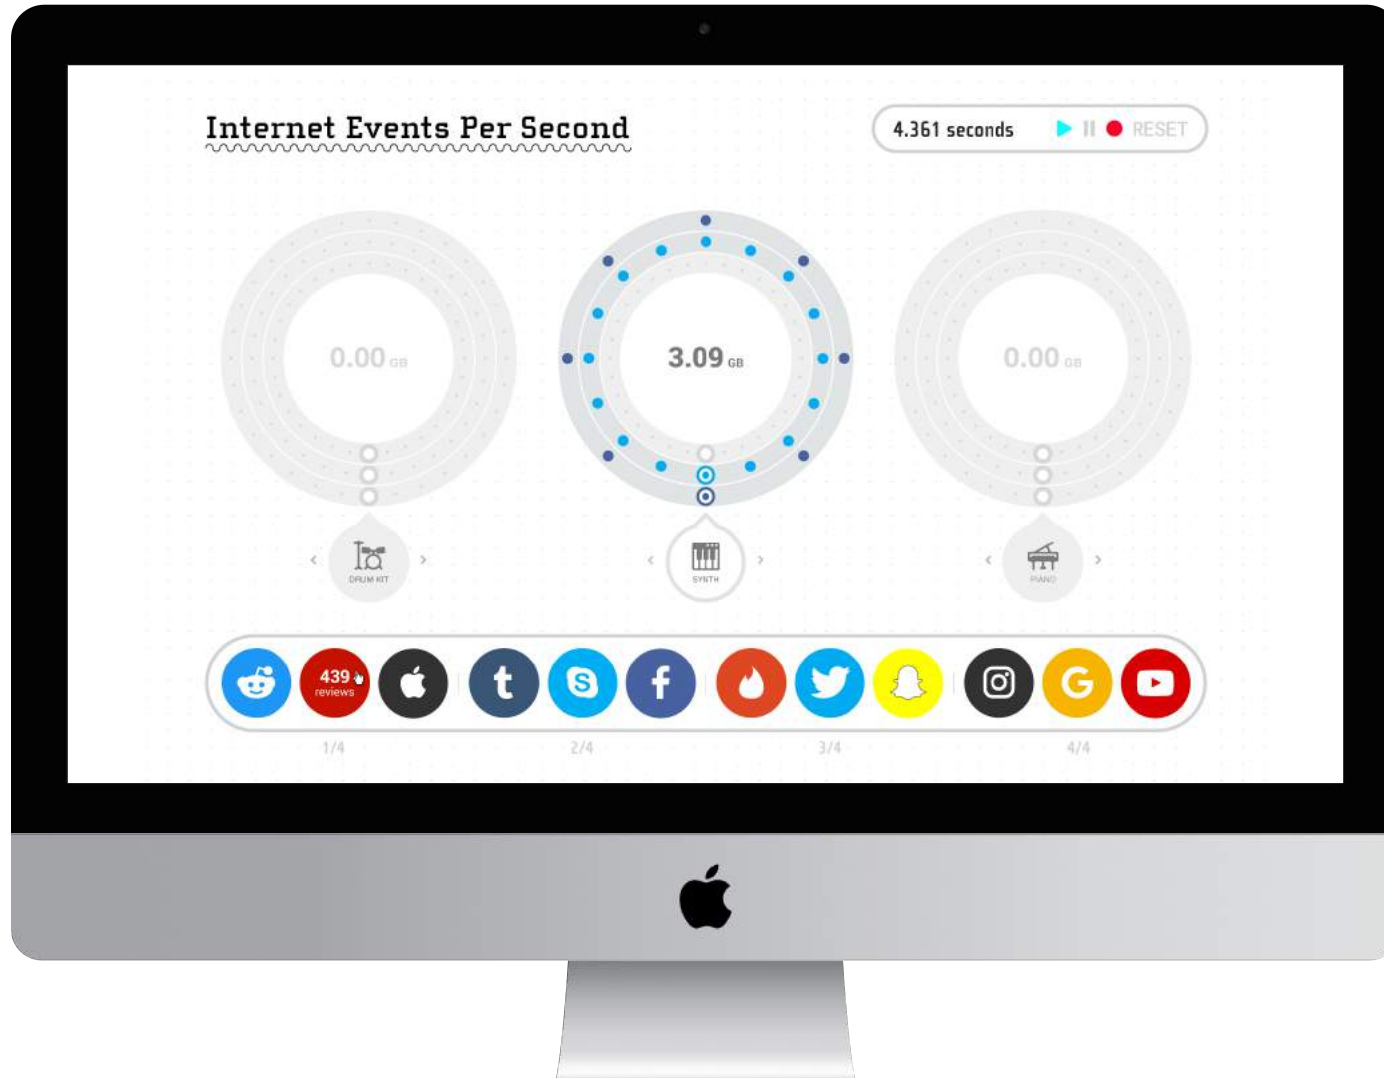 Internet Events Per Second
4.361 seconds RESET
0.00 GB
3.09 GB
0.00 GB
DRUM KIT
SYNTH
PIANO
439
reviews
1/4
2/4
3/4
4/4